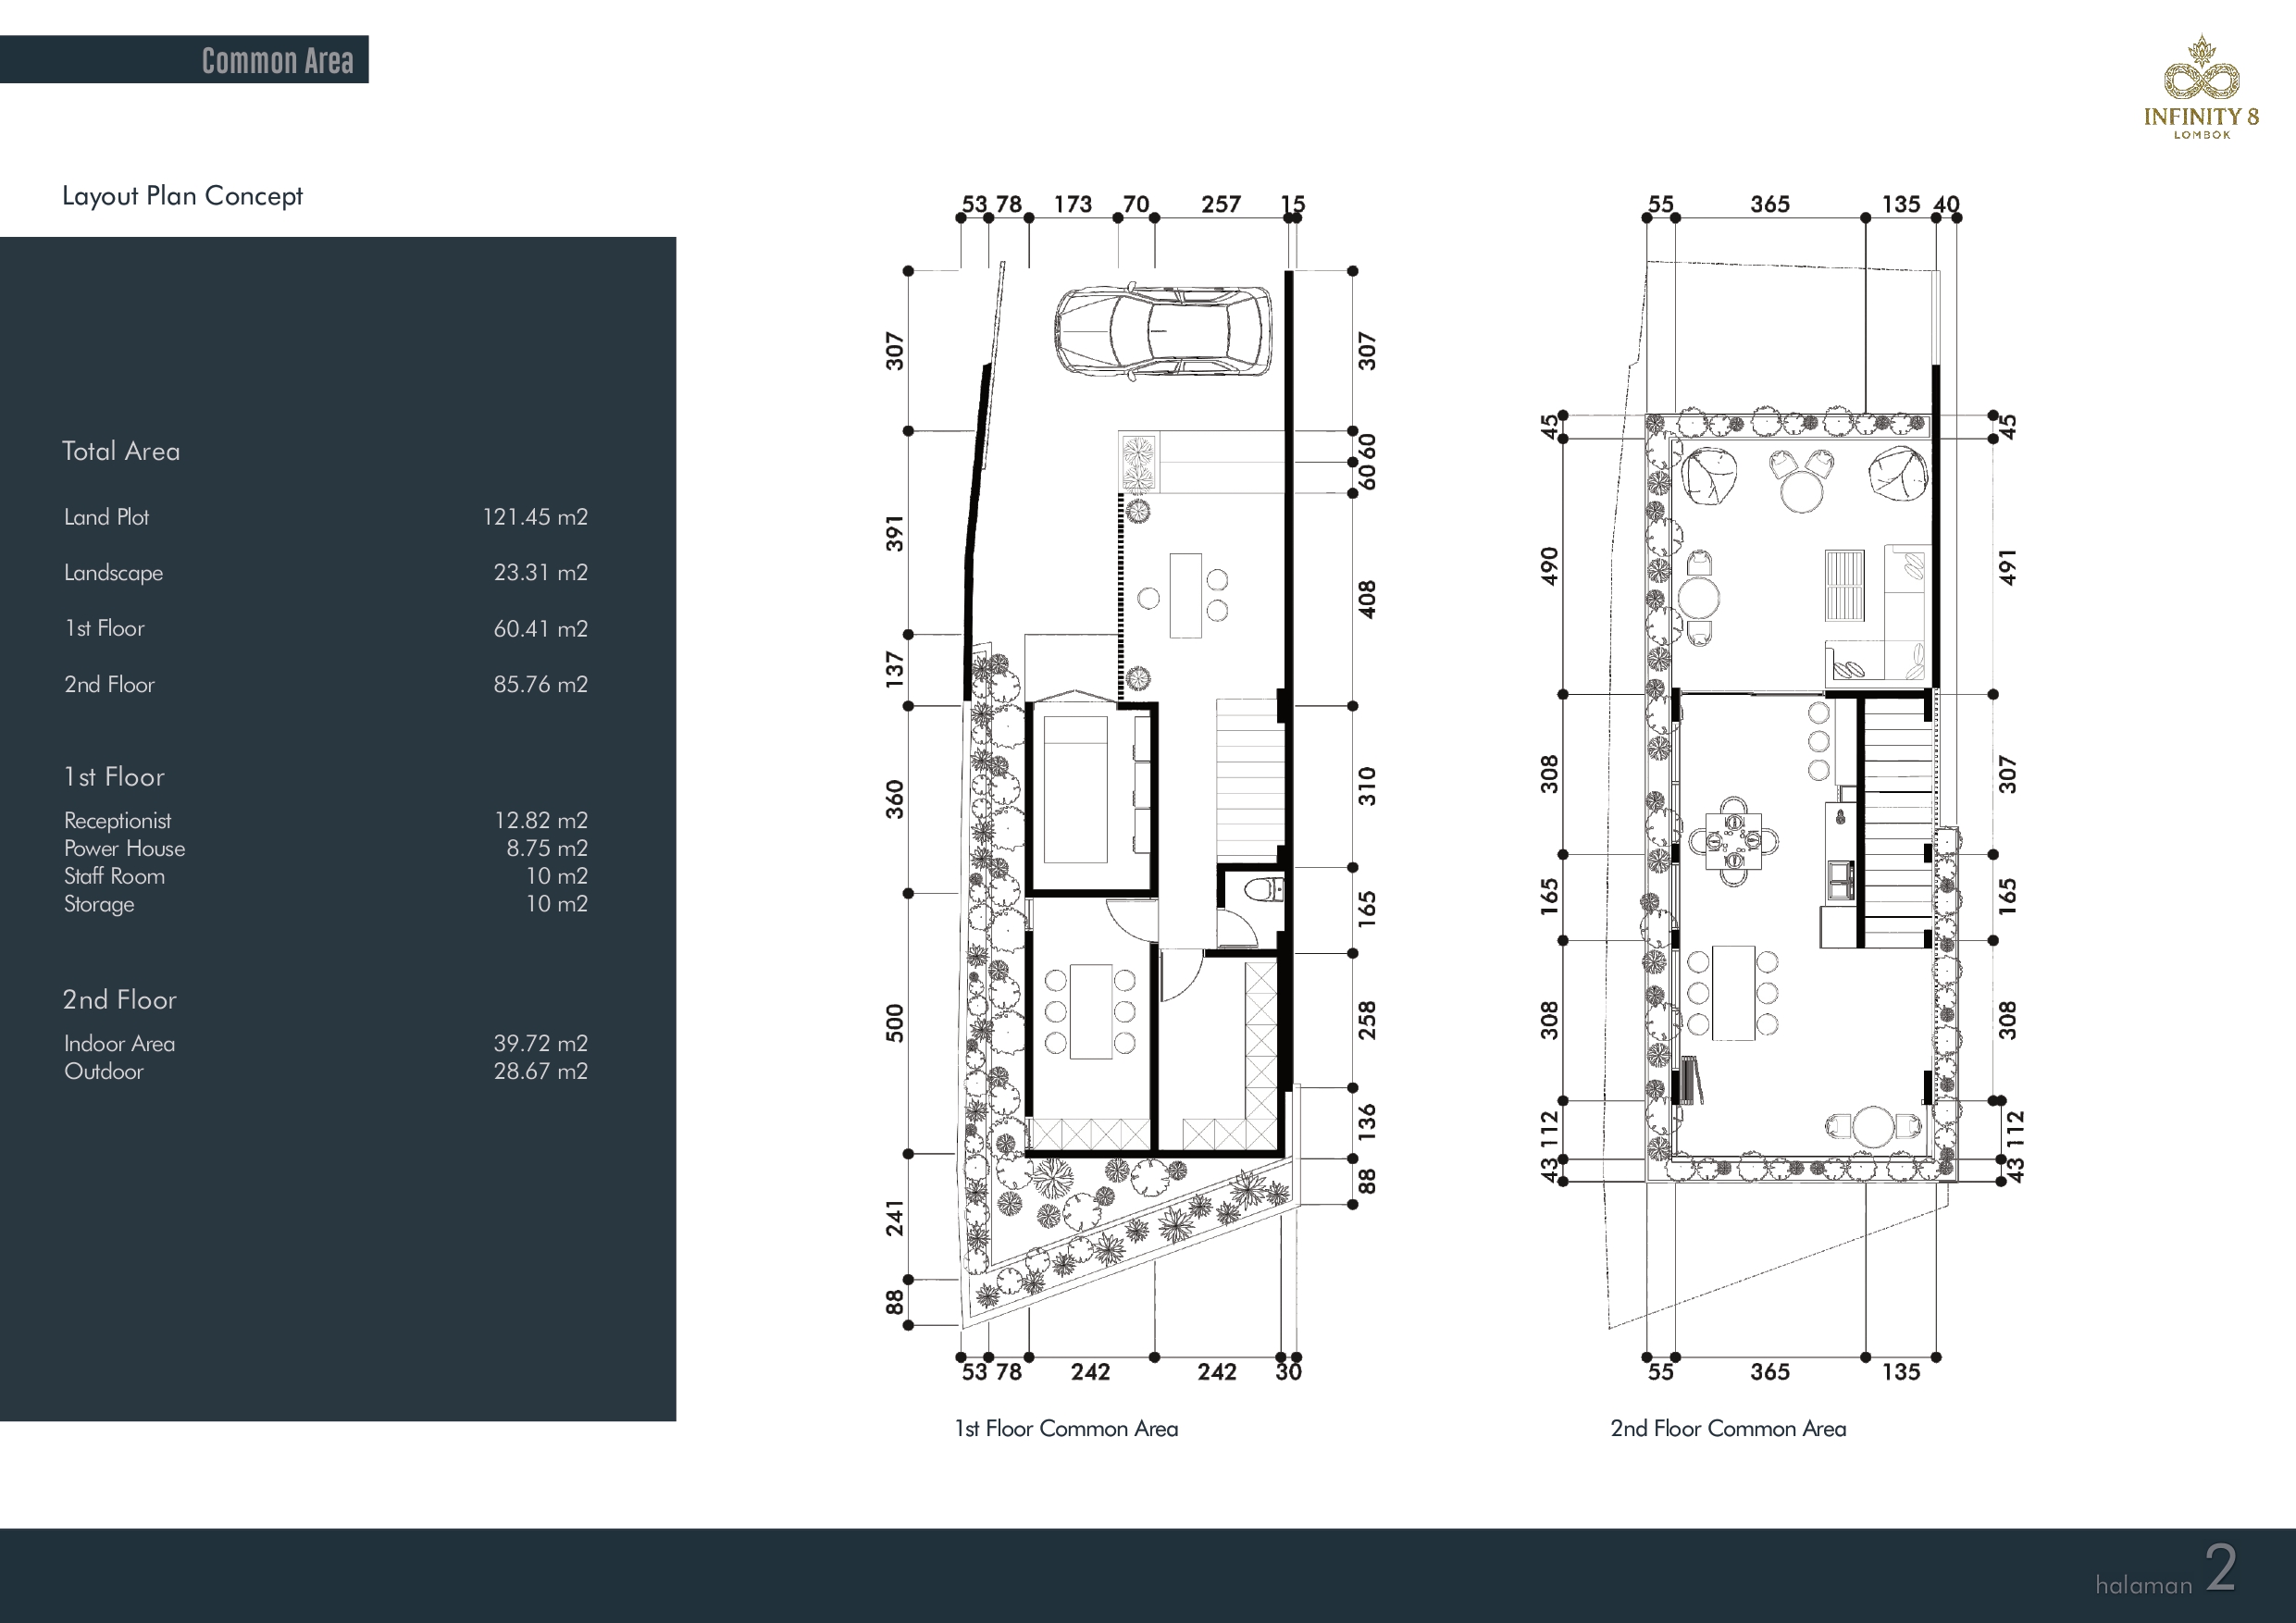 Common Area
INFINITY 8
LOMBOK
Layout Plan Concept
Total Area
Land Plot 121.45 m2
Landscape 23.31 m2
1st Floor 60.41 m2
2nd Floor 85.76 m2
1st Floor
Receptionist 12.82 m2
Power House 8.75 m2
Staff Room 10 m2
Storage 10 m2
2nd Floor
Indoor Area 39.72 m2
Outdoor 28.67 m2
53 78 173 70 257 15
307
391
137
360
500
241
88
307
60
60
408
310
165
258
136
88
53 78 242 242 30
1st Floor Common Area
55 365 135 40
45
490
308
165
308
112
43
45
491
307
165
308
112
43
55 365 135
2nd Floor Common Area
halaman 2